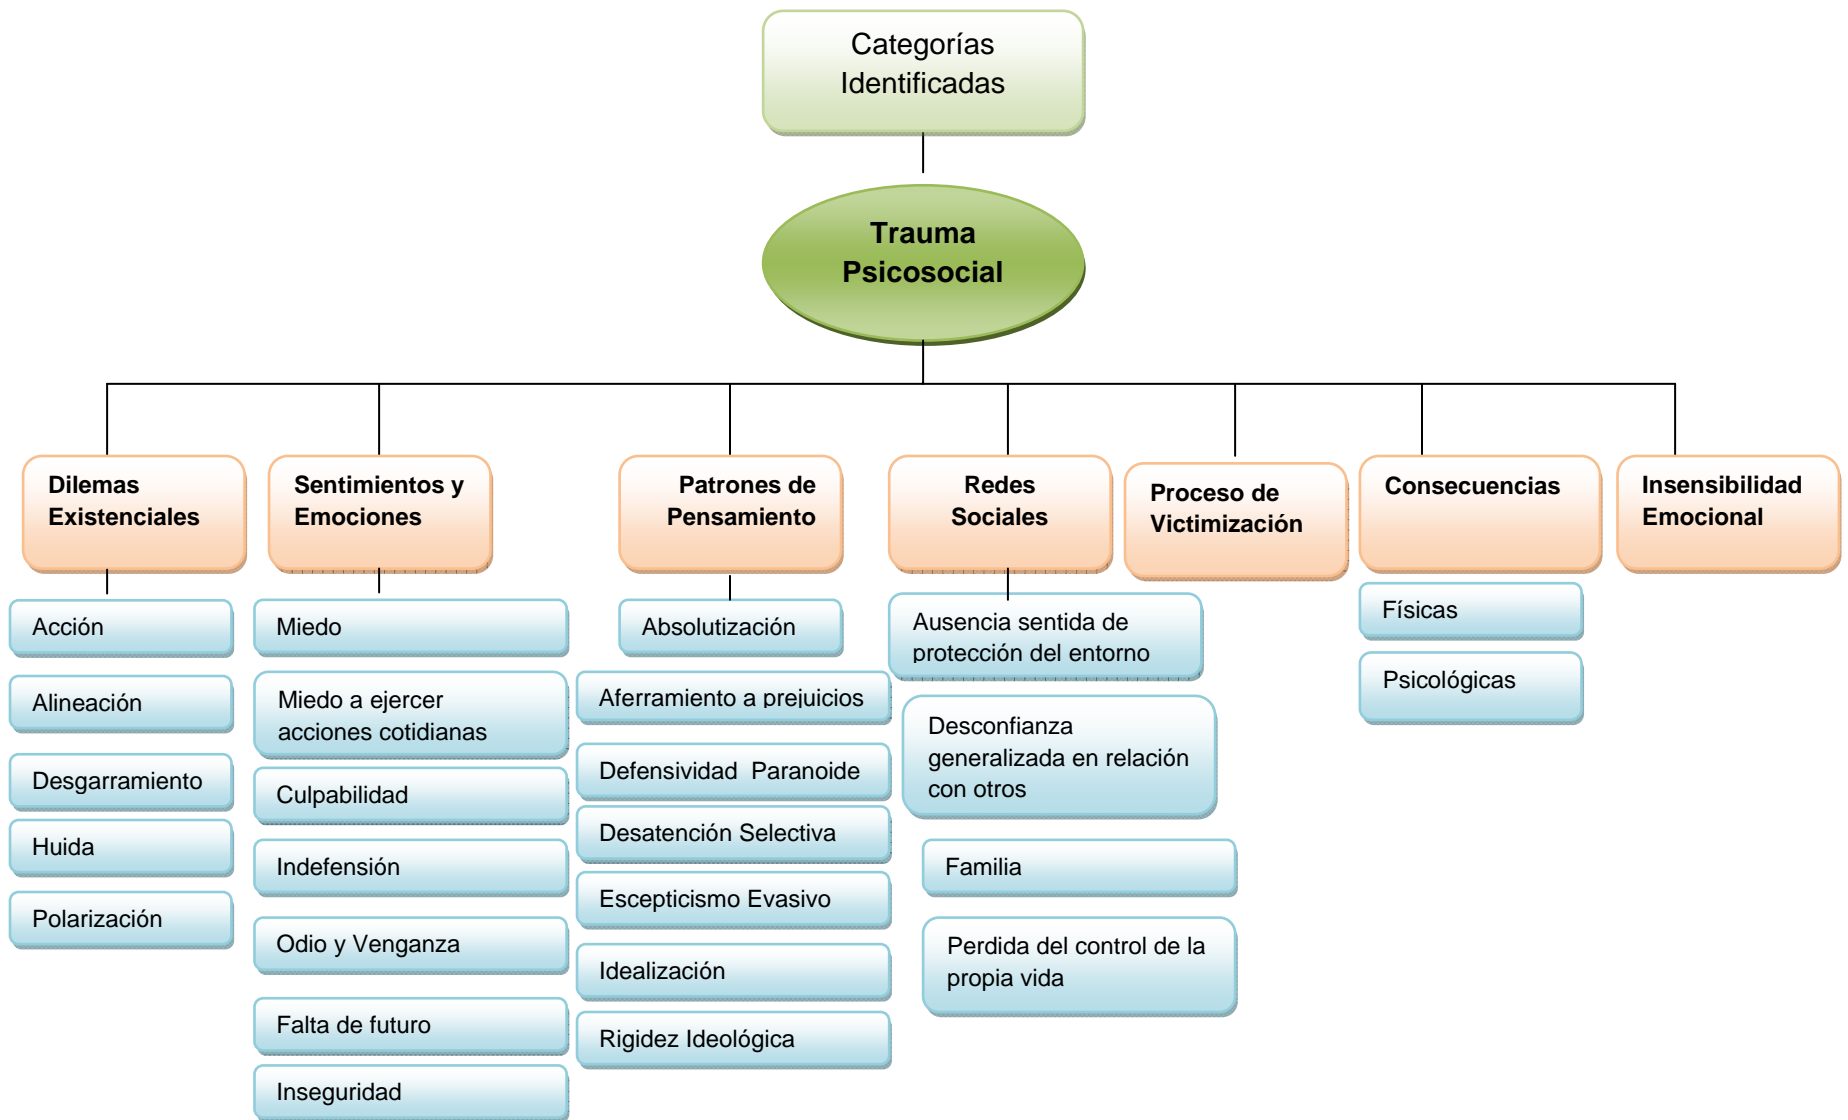 Categorías
Identificadas
Trauma
Psicosocial
Dilemas
Existenciales
Acción
Alineación
Desgarramiento
Huida
Polarización
Sentimientos y
Emociones
Miedo
Miedo a ejercer
acciones cotidianas
Culpabilidad
Indefensión
Odio y Venganza
Falta de futuro
Inseguridad
Patrones de
Pensamiento
Absolutización
Aferramiento a prejuicios
Defensividad  Paranoide
Desatención Selectiva
Escepticismo Evasivo
Idealización
Rigidez Ideológica
Redes
Sociales
Ausencia sentida de
protección del entorno
Desconfianza
generalizada en relación
con otros
Familia
Perdida del control de la
propia vida
Proceso de
Victimización
Consecuencias
Físicas
Psicológicas
Insensibilidad
Emocional